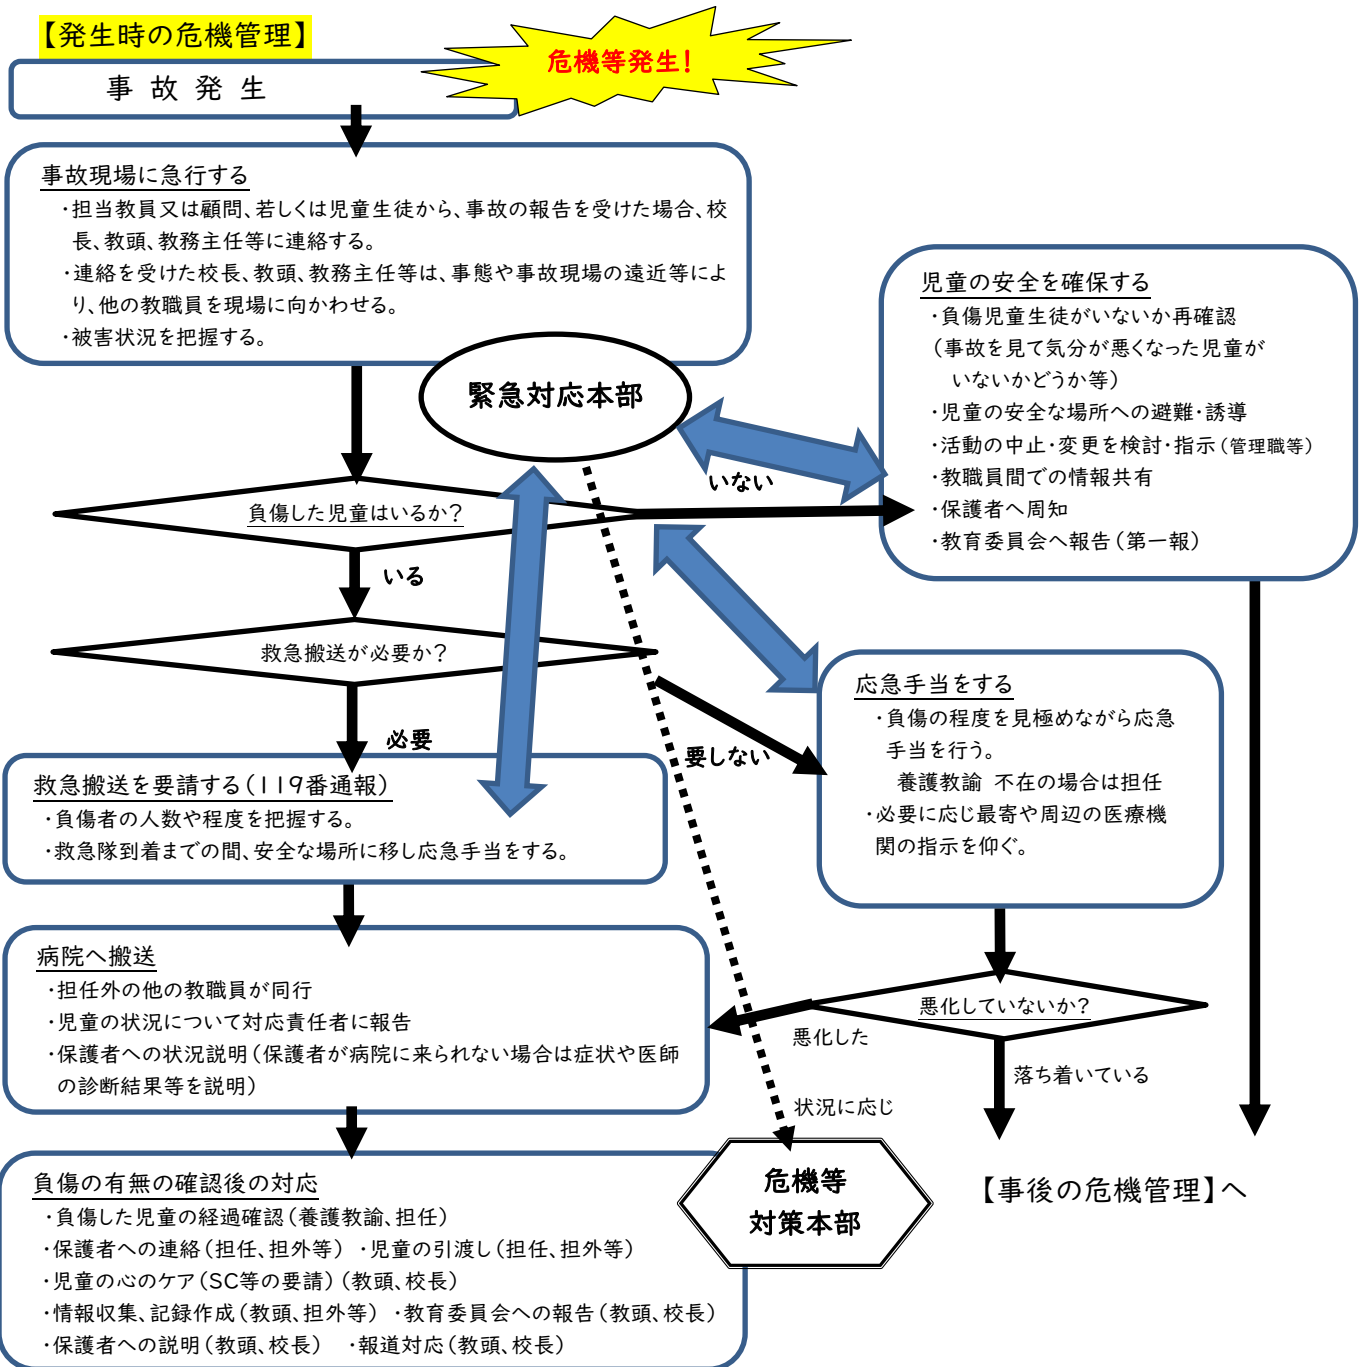 【発生時の危機管理】
危機等発生！
事 故 発 生
事故現場に急行する
・担当教員又は顧問、若しくは児童生徒から、事故の報告を受けた場合、校
長、教頭、教務主任等に連絡する。
・連絡を受けた校長、教頭、教務主任等は、事態や事故現場の遠近等によ
り、他の教職員を現場に向かわせる。
・被害状況を把握する。
緊急対応本部
児童の安全を確保する
・負傷児童生徒がいないか再確認
（事故を見て気分が悪くなった児童が
いないかどうか等）
・児童の安全な場所への避難・誘導
・活動の中止・変更を検討・指示（管理職等）
・教職員間での情報共有
・保護者へ周知
・教育委員会へ報告（第一報）
いない
負傷した児童はいるか？
いる
救急搬送が必要か？
必要
要しない
応急手当をする
・負傷の程度を見極めながら応急
手当を行う。
養護教諭 不在の場合は担任
・必要に応じ最寄や周辺の医療機
関の指示を仰ぐ。
救急搬送を要請する（119番通報）
・負傷者の人数や程度を把握する。
・救急隊到着までの間、安全な場所に移し応急手当をする。
病院へ搬送
・担任外の他の教職員が同行
・児童の状況について対応責任者に報告
・保護者への状況説明（保護者が病院に来られない場合は症状や医師
の診断結果等を説明）
悪化していないか？
悪化した
落ち着いている
状況に応じ
危機等
対策本部
【事後の危機管理】へ
負傷の有無の確認後の対応
・負傷した児童の経過確認（養護教諭、担任）
・保護者への連絡（担任、担外等） ・児童の引渡し（担任、担外等）
・児童の心のケア（SC等の要請）（教頭、校長）
・情報収集、記録作成（教頭、担外等） ・教育委員会への報告（教頭、校長）
・保護者への説明（教頭、校長） ・報道対応（教頭、校長）